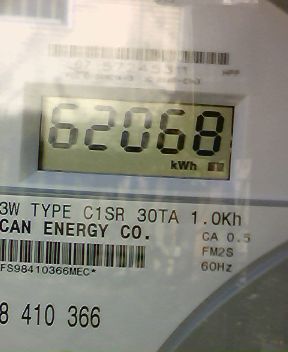 62068
kWh
3W TYPE C1SR 30TA 1.0Kh
CAN ENERGY CO.
CA 0.5
FM2S
60Hz
FS98410366MEC*
8 410 366